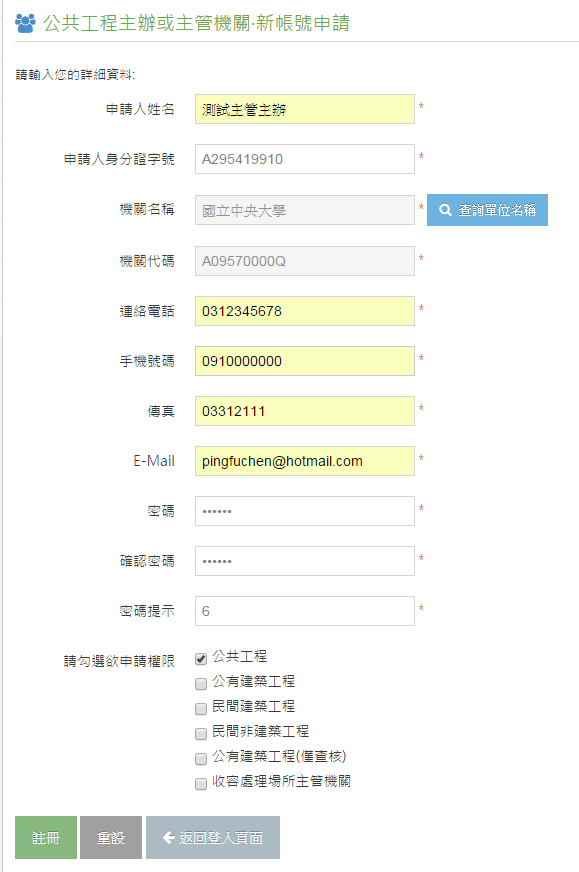 公共工程主辦或主管機關‧新帳號申請
請輸入您的詳細資料:
申請人姓名 測試主管主辦 *
申請人身分證字號 A295419910 *
機關名稱 國立中央大學 * 查詢單位名稱
機關代碼 A09570000Q *
連絡電話 0312345678 *
手機號碼 0910000000 *
傳真 03312111 *
E-Mail pingfuchen@hotmail.com *
密碼 •••••• *
確認密碼 •••••• *
密碼提示 6 *
請勾選欲申請權限 公共工程
公有建築工程
民間建築工程
民間非建築工程
公有建築工程(僅查核)
收容處理場所主管機關
註冊 重設 返回登入頁面